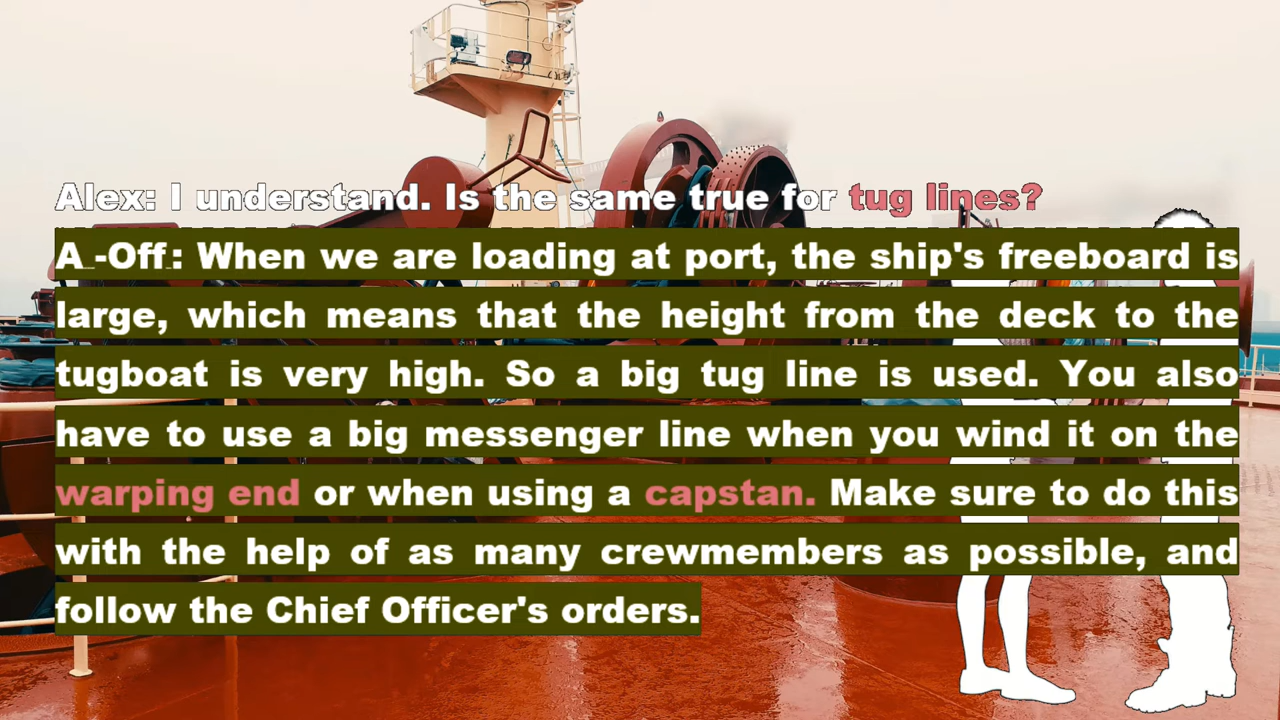 Alex: I understand. Is the same true for tug lines?
A -Off : When we are loading at port, the ship's freeboard is
large, which means that the height from the deck to the
tugboat is very high. So a big tug line is used. You also
have to use a big messenger line when you wind it on the
warping end or when using a capstan. Make sure to do this
with the help of as many crewmembers as possible, and
follow the Chief Officer's orders.